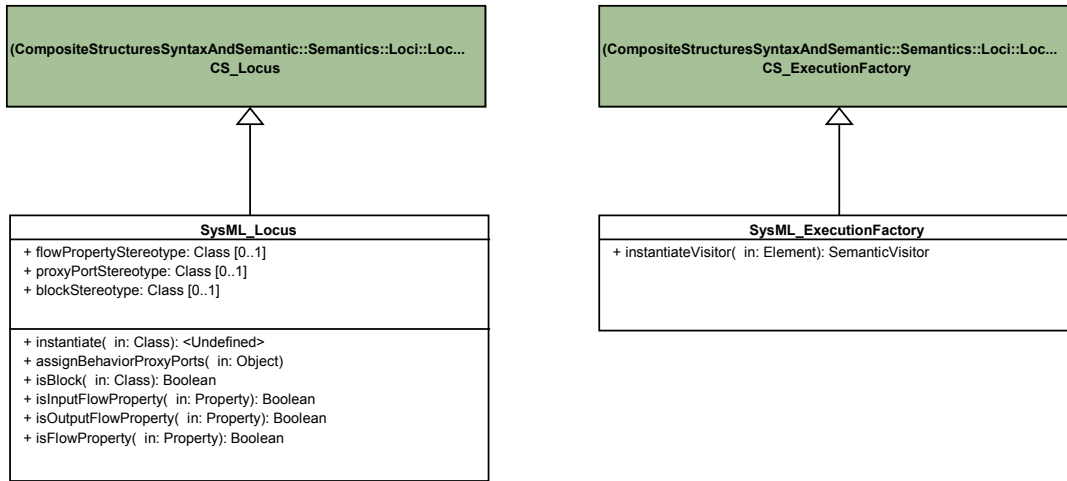 (CompositeStructuresSyntaxAndSemantic::Semantics::Loci::Loc...
CS_Locus
(CompositeStructuresSyntaxAndSemantic::Semantics::Loci::Loc...
CS_ExecutionFactory
SysML_Locus
+ flowPropertyStereotype: Class [0..1]
+ proxyPortStereotype: Class [0..1]
+ blockStereotype: Class [0..1]
+ instantiate( in: Class): <Undefined>
+ assignBehaviorProxyPorts( in: Object)
+ isBlock( in: Class): Boolean
+ isInputFlowProperty( in: Property): Boolean
+ isOutputFlowProperty( in: Property): Boolean
+ isFlowProperty( in: Property): Boolean
SysML_ExecutionFactory
+ instantiateVisitor( in: Element): SemanticVisitor